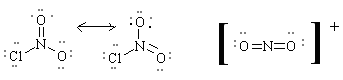 O O +
N N [O=N=O]
Cl O Cl O